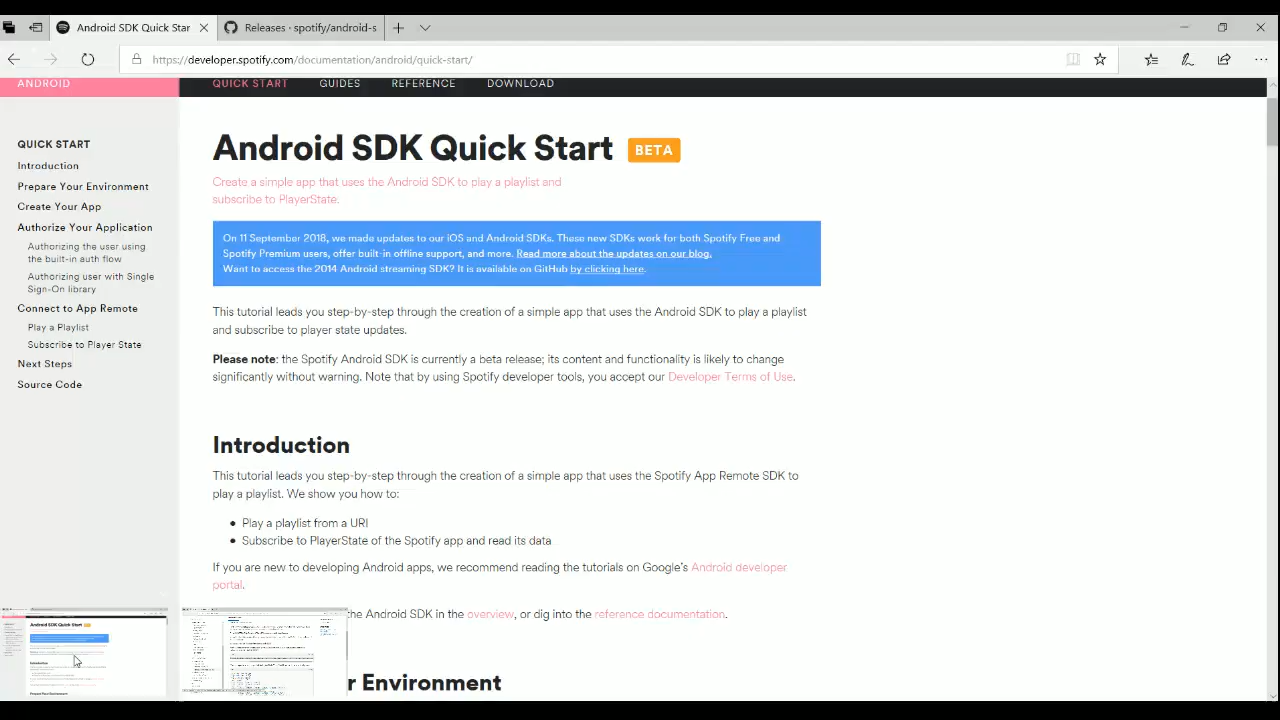 Android SDK Quick Star
Releases · spotify/android-s
https://developer.spotify.com/documentation/android/quick-start/
ANDROID
QUICK START
GUIDES
REFERENCE
DOWNLOAD
QUICK START
Introduction
Prepare Your Environment
Create Your App
Authorize Your Application
Authorizing the user using
the built-in auth flow
Authorizing user with Single
Sign-On library
Connect to App Remote
Play a Playlist
Subscribe to Player State
Next Steps
Source Code
Android SDK Quick Start BETA
Create a simple app that uses the Android SDK to play a playlist and
subscribe to PlayerState.
On 11 September 2018, we made updates to our iOS and Android SDKs. These new SDKs work for both Spotify Free and
Spotify Premium users, offer built-in offline support, and more. Read more about the updates on our blog.
Want to access the 2014 Android streaming SDK? It is available on GitHub by clicking here.
This tutorial leads you step-by-step through the creation of a simple app that uses the Android SDK to play a playlist
and subscribe to player state updates.
Please note: the Spotify Android SDK is currently a beta release; its content and functionality is likely to change
significantly without warning. Note that by using Spotify developer tools, you accept our Developer Terms of Use.
Introduction
This tutorial leads you step-by-step through the creation of a simple app that uses the Spotify App Remote SDK to
play a playlist. We show you how to:
• Play a playlist from a URI
• Subscribe to PlayerState of the Spotify app and read its data
If you are new to developing Android apps, we recommend reading the tutorials on Google's Android developer
portal.
the Android SDK in the overview, or dig into the reference documentation.
r Environment
Android SDK Quick Start
Introduction
Prepare Your Environment